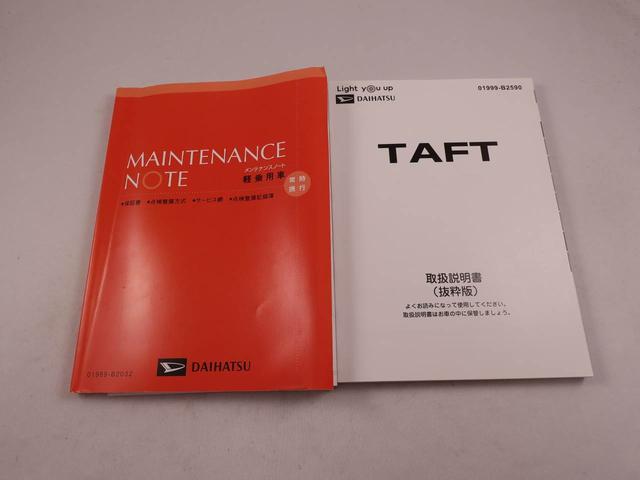 MAINTENANCE
NOTE
メンテナンスノート
軽乗用車
常時
携行
●保証書 ●点検整備方式 ●サービス網 ●点検整備記録簿
DAIHATSU
01999-B2032
Light you up
DAIHATSU
01999-B2590
TAFT
取扱説明書
(抜粋版)
よくお読みになって使用してください。
取扱説明書はお車の中に保管しましょう。